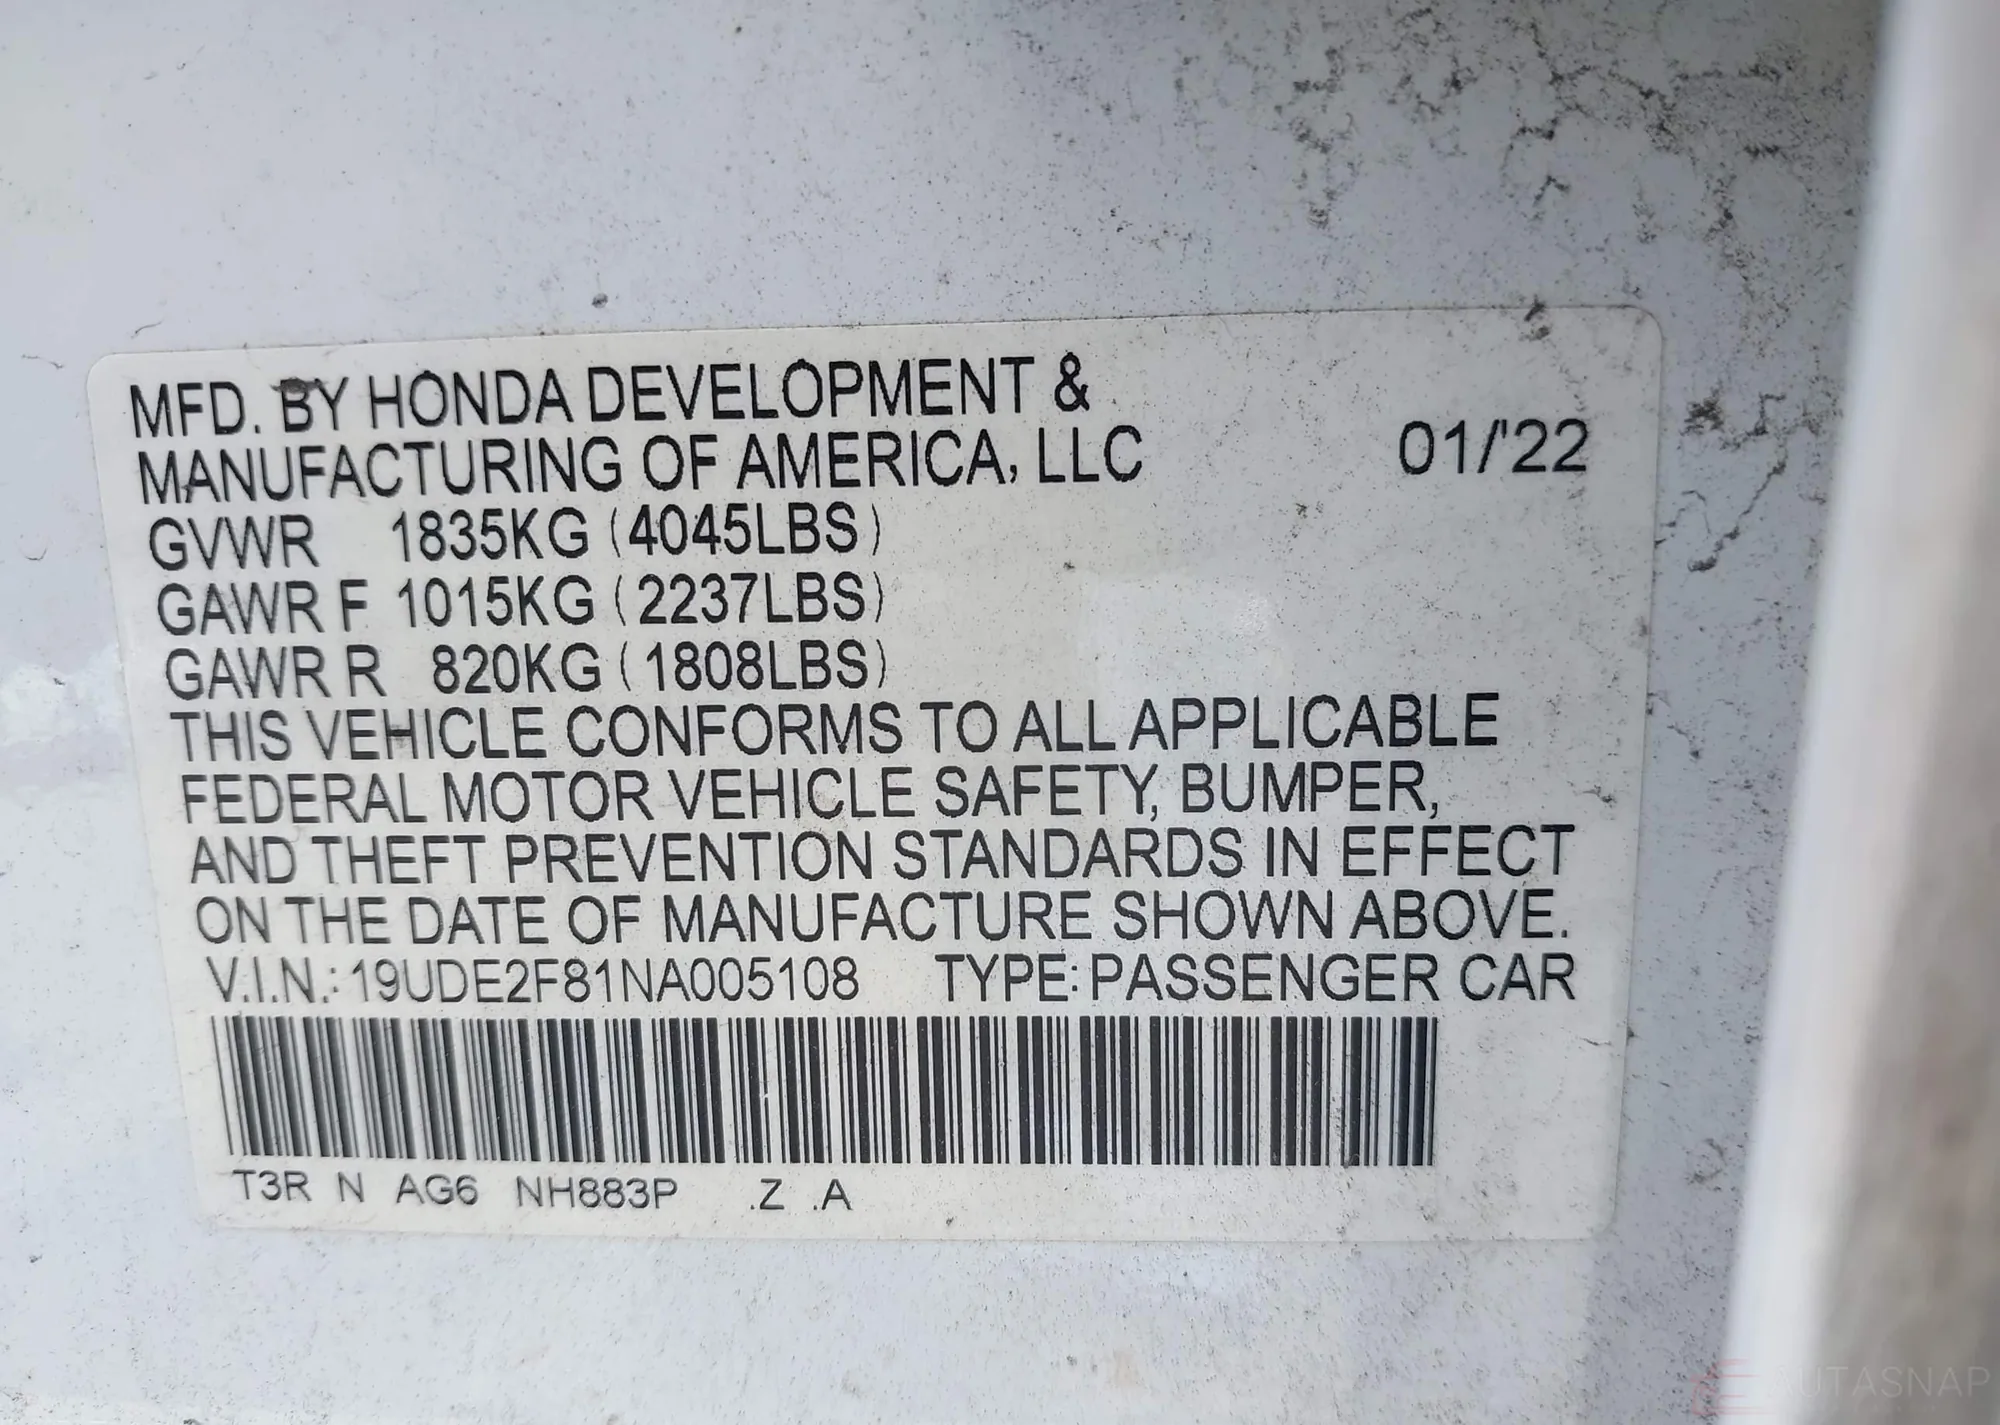 MFD. BY HONDA DEVELOPMENT &
MANUFACTURING OF AMERICA, LLC 01/'22
GVWR 1835KG (4045LBS)
GAWR F 1015KG (2237LBS)
GAWR R 820KG (1808LBS)
THIS VEHICLE CONFORMS TO ALL APPLICABLE
FEDERAL MOTOR VEHICLE SAFETY, BUMPER,
AND THEFT PREVENTION STANDARDS IN EFFECT
ON THE DATE OF MANUFACTURE SHOWN ABOVE.
V.I.N.: 19UDE2F81NA005108 TYPE: PASSENGER CAR
T3R N AG6 NH883P .Z .A
AUTASNAP